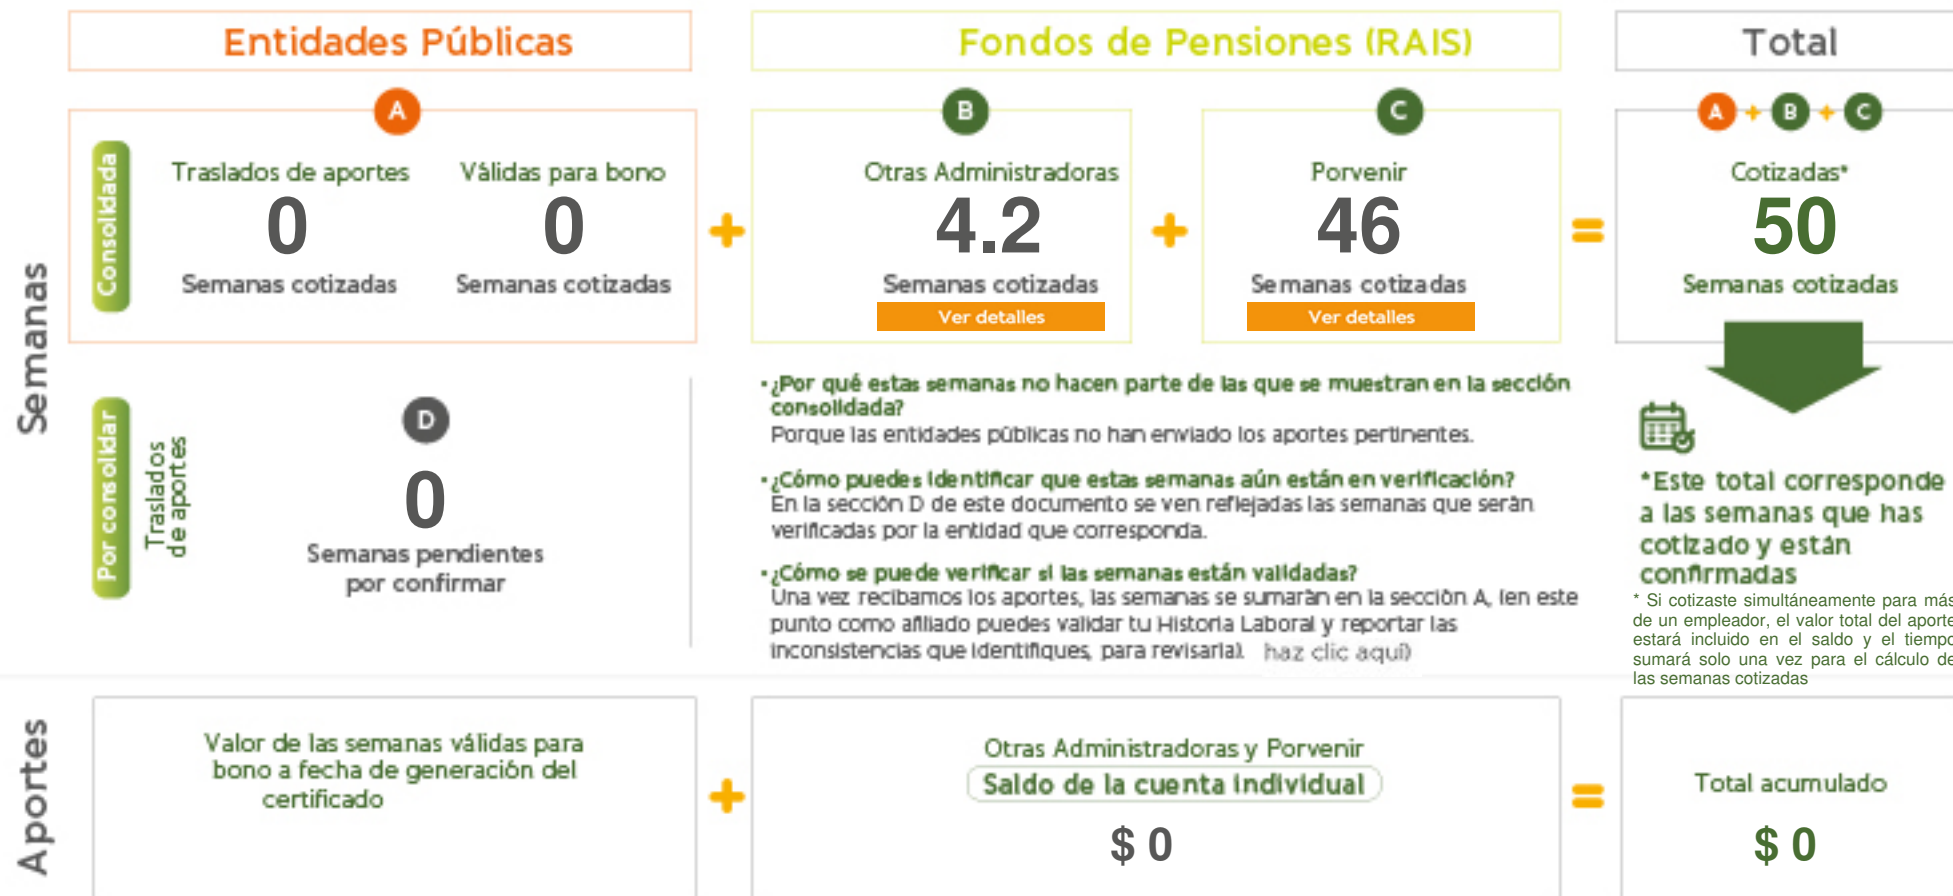 Entidades Públicas
Fondos de Pensiones (RAIS)
Total
Semanas
Consolidada
A
Traslados de aportes
0
Semanas cotizadas
Válidas para bono
0
Semanas cotizadas
+
B
Otras Administradoras
4.2
Semanas cotizadas
Ver detalles
+
C
Porvenir
46
Semanas cotizadas
Ver detalles
=
A + B + C
Cotizadas*
50
Semanas cotizadas
Por consolidar
Traslados
de aportes
D
0
Semanas pendientes
por confirmar
• ¿Por qué estas semanas no hacen parte de las que se muestran en la sección
consolidada?
Porque las entidades públicas no han enviado los aportes pertinentes.
• ¿Cómo puedes identificar que estas semanas aún están en verificación?
En la sección D de este documento se ven reflejadas las semanas que serán
verificadas por la entidad que corresponda.
• ¿Cómo se puede verificar si las semanas están validadas?
Una vez recibamos los aportes, las semanas se sumarán en la sección A, (en este
punto como afiliado puedes validar tu Historia Laboral y reportar las
inconsistencias que identifiques, para revisarla). haz clic aquí)
*Este total corresponde
a las semanas que has
cotizado y están
confirmadas
* Si cotizaste simultáneamente para más
de un empleador, el valor total del aporte
estará incluido en el saldo y el tiempo
sumará solo una vez para el cálculo de
las semanas cotizadas
Aportes
Valor de las semanas válidas para
bono a fecha de generación del
certificado
+
Otras Administradoras y Porvenir
Saldo de la cuenta individual
$ 0
=
Total acumulado
$ 0